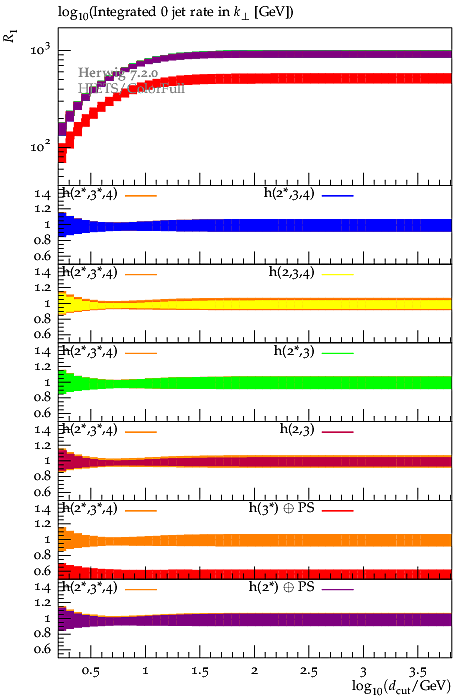 log₁₀(Integrated 0 jet rate in k⊥ [GeV])
R₁
10³
Herwig 7.2.0
HJETS/ColorFull
10²
1.4
h(2*,3*,4) h(2*,3,4)
1.2
1
0.8
0.6
1.4
h(2*,3*,4) h(2,3,4)
1.2
1
0.8
0.6
1.4
h(2*,3*,4) h(2*,3)
1.2
1
0.8
0.6
1.4
h(2*,3*,4) h(2,3)
1.2
1
0.8
0.6
1.4
h(2*,3*,4) h(3*) ⊕ PS
1.2
1
0.8
0.6
1.4
h(2*,3*,4) h(2*) ⊕ PS
1.2
1
0.8
0.6
0.5 1 1.5 2 2.5 3 3.5
log₁₀(d_cut/GeV)